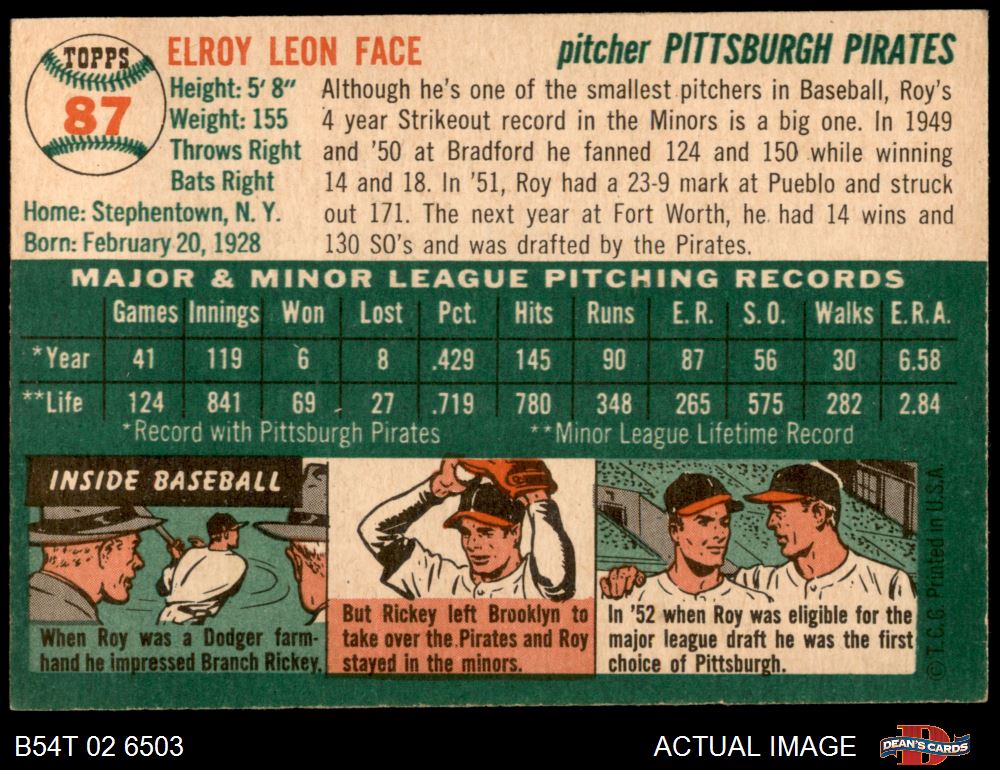 TOPPS
87
ELROY LEON FACE
pitcher PITTSBURGH PIRATES
Height: 5' 8"
Weight: 155
Throws Right
Bats Right
Home: Stephentown, N. Y.
Born: February 20, 1928
Although he's one of the smallest pitchers in Baseball, Roy's
4 year Strikeout record in the Minors is a big one. In 1949
and '50 at Bradford he fanned 124 and 150 while winning
14 and 18. In '51, Roy had a 23-9 mark at Pueblo and struck
out 171. The next year at Fort Worth, he had 14 wins and
130 SO's and was drafted by the Pirates.
MAJOR & MINOR LEAGUE PITCHING RECORDS
Games Innings Won Lost Pct. Hits Runs E. R. S. O. Walks E.R.A.
*Year 41 119 6 8 .429 145 90 87 56 30 6.58
**Life 124 841 69 27 .719 780 348 265 575 282 2.84
*Record with Pittsburgh Pirates **Minor League Lifetime Record
INSIDE BASEBALL
When Roy was a Dodger farm-
hand he impressed Branch Rickey.
But Rickey left Brooklyn to
take over the Pirates and Roy
stayed in the minors.
In '52 when Roy was eligible for the
major league draft he was the first
choice of Pittsburgh.
© T. C. G. Printed in U.S.A.
B54T 02 6503
ACTUAL IMAGE
DEAN'S CARDS